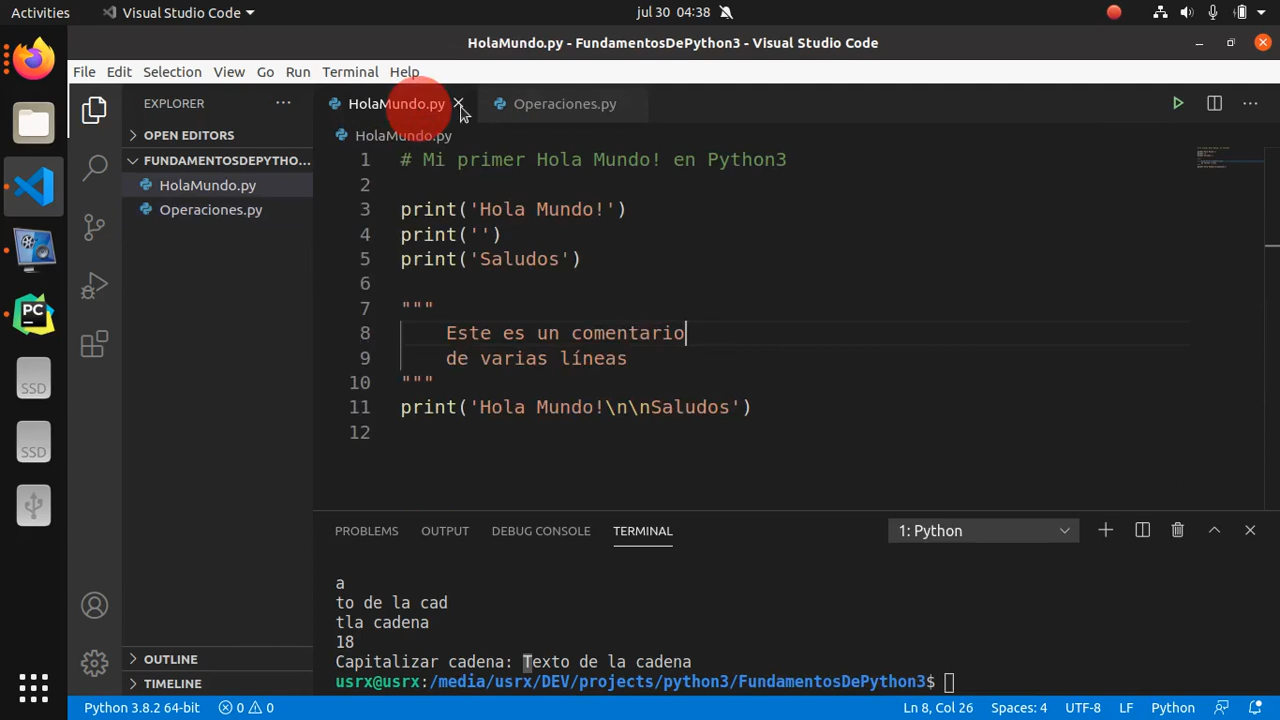 Activities Visual Studio Code jul 30 04:38
HolaMundo.py - FundamentosDePython3 - Visual Studio Code
File Edit Selection View Go Run Terminal Help
EXPLORER HolaMundo.py Operaciones.py
OPEN EDITORS
FUNDAMENTOSDEPYTHO...
HolaMundo.py
Operaciones.py
HolaMundo.py
1 # Mi primer Hola Mundo! en Python3
2
3 print('Hola Mundo!')
4 print('')
5 print('Saludos')
6
7 """
8 Este es un comentario
9 de varias líneas
10 """
11 print('Hola Mundo!\n\nSaludos')
12
PROBLEMS OUTPUT DEBUG CONSOLE TERMINAL 1: Python
a
to de la cad
tla cadena
18
Capitalizar cadena: Texto de la cadena
usrx@usrx:/media/usrx/DEV/projects/python3/FundamentosDePython3$
OUTLINE
TIMELINE
PC
SSD
SSD
Python 3.8.2 64-bit 0 0 Ln 8, Col 26 Spaces: 4 UTF-8 LF Python